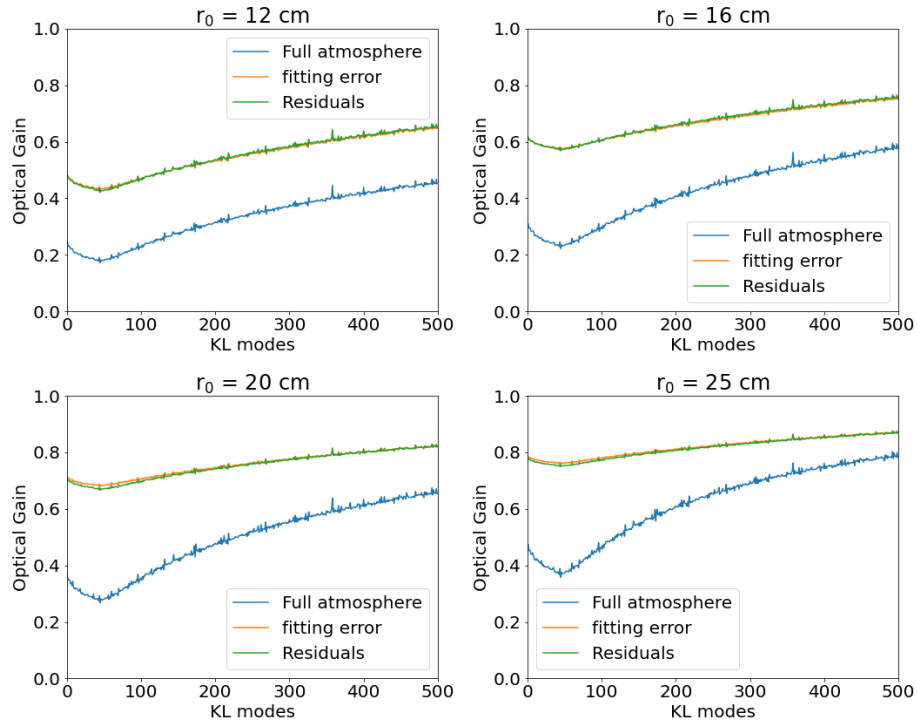 r₀ = 12 cm
1.0
0.8
0.6
0.4
0.2
0.0
Optical Gain
Full atmosphere
fitting error
Residuals
0 100 200 300 400 500
KL modes
r₀ = 16 cm
1.0
0.8
0.6
0.4
0.2
0.0
Optical Gain
Full atmosphere
fitting error
Residuals
0 100 200 300 400 500
KL modes
r₀ = 20 cm
1.0
0.8
0.6
0.4
0.2
0.0
Optical Gain
Full atmosphere
fitting error
Residuals
0 100 200 300 400 500
KL modes
r₀ = 25 cm
1.0
0.8
0.6
0.4
0.2
0.0
Optical Gain
Full atmosphere
fitting error
Residuals
0 100 200 300 400 500
KL modes